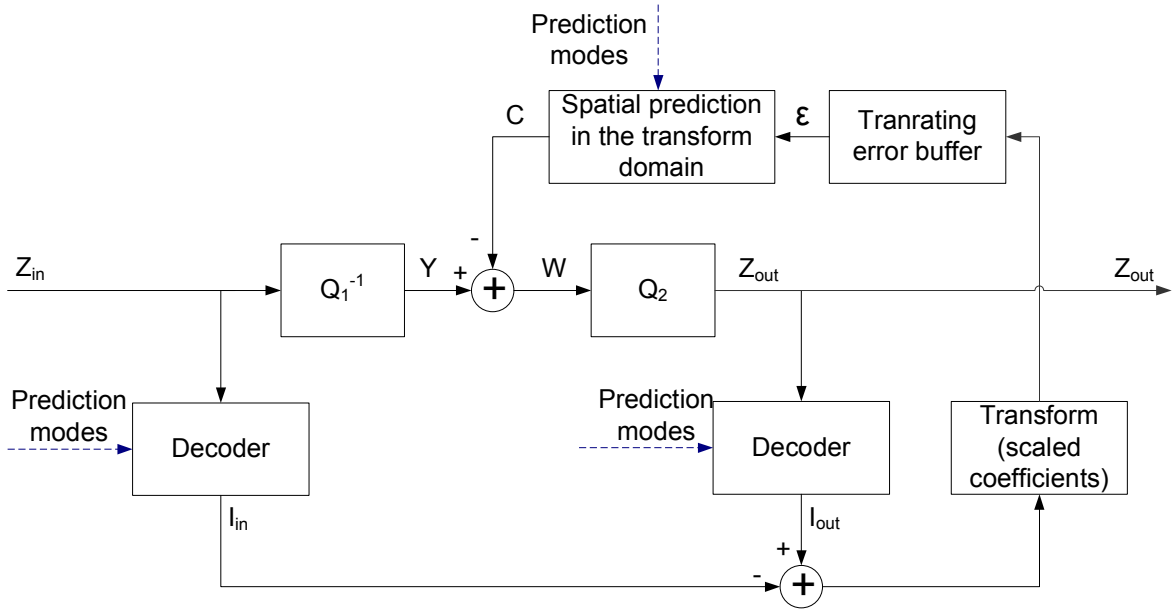 Prediction
modes
C
Spatial prediction
in the transform
domain
ε
Tranrating
error buffer
-
Z_in
Q_1^-1
Y
+
+
W
Q_2
Z_out
Z_out
Prediction
modes
Decoder
Prediction
modes
Decoder
Transform
(scaled
coefficients)
I_in
I_out
+
-
+